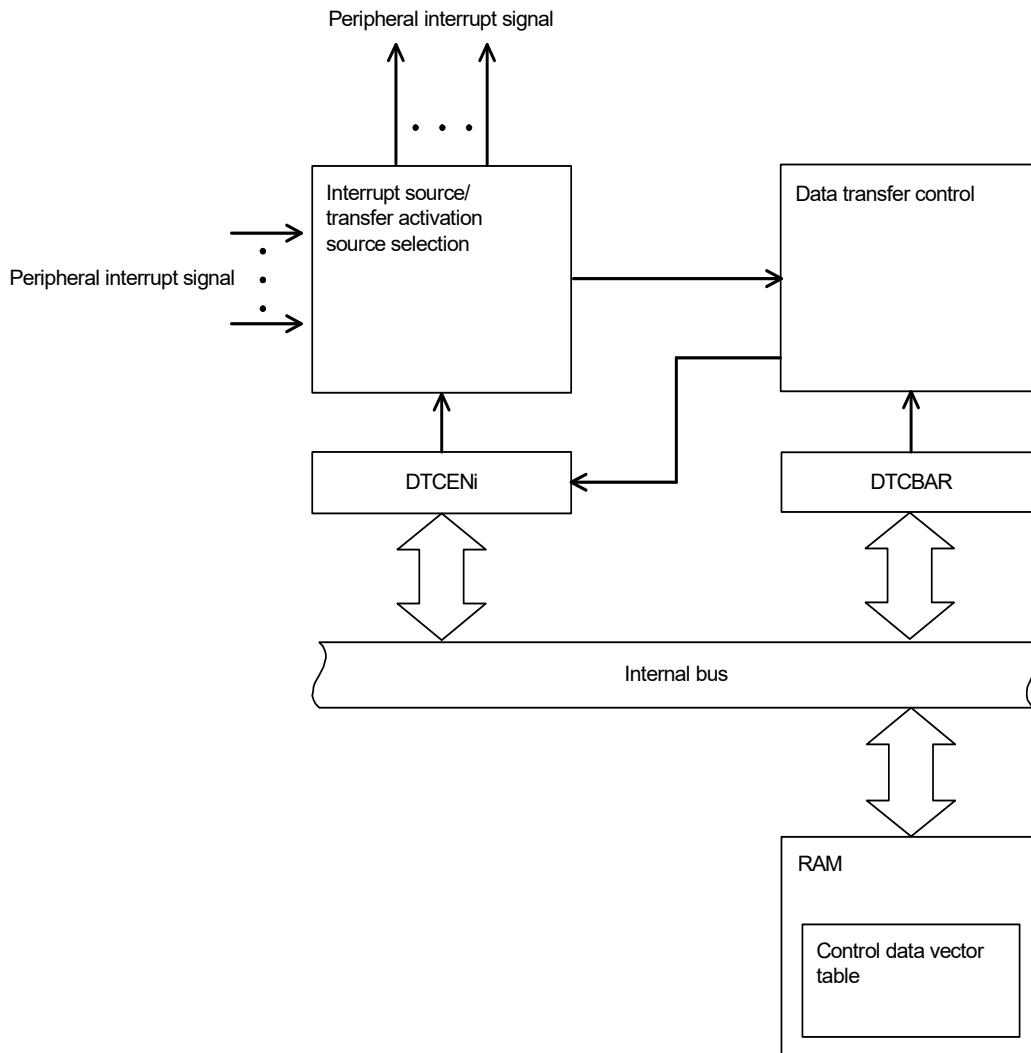 Peripheral interrupt signal
Interrupt source/
transfer activation
source selection
Data transfer control
Peripheral interrupt signal
DTCENi
DTCBAR
Internal bus
RAM
Control data vector
table